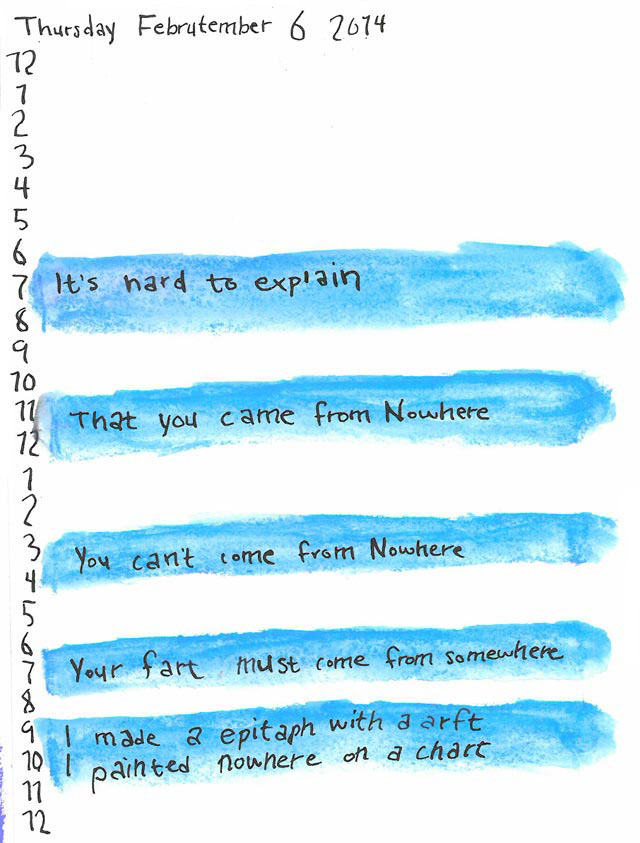 Thursday Februtember 6 2014
12
1
2
3
4
5
6
7 It's hard to explain
8
9
10
11 That you came from Nowhere
12
1
2
3 You can't come from Nowhere
4
5
6
7 Your fart must come from somewhere
8
9 I made a epitaph with a arft
10 I painted nowhere on a chart
11
12